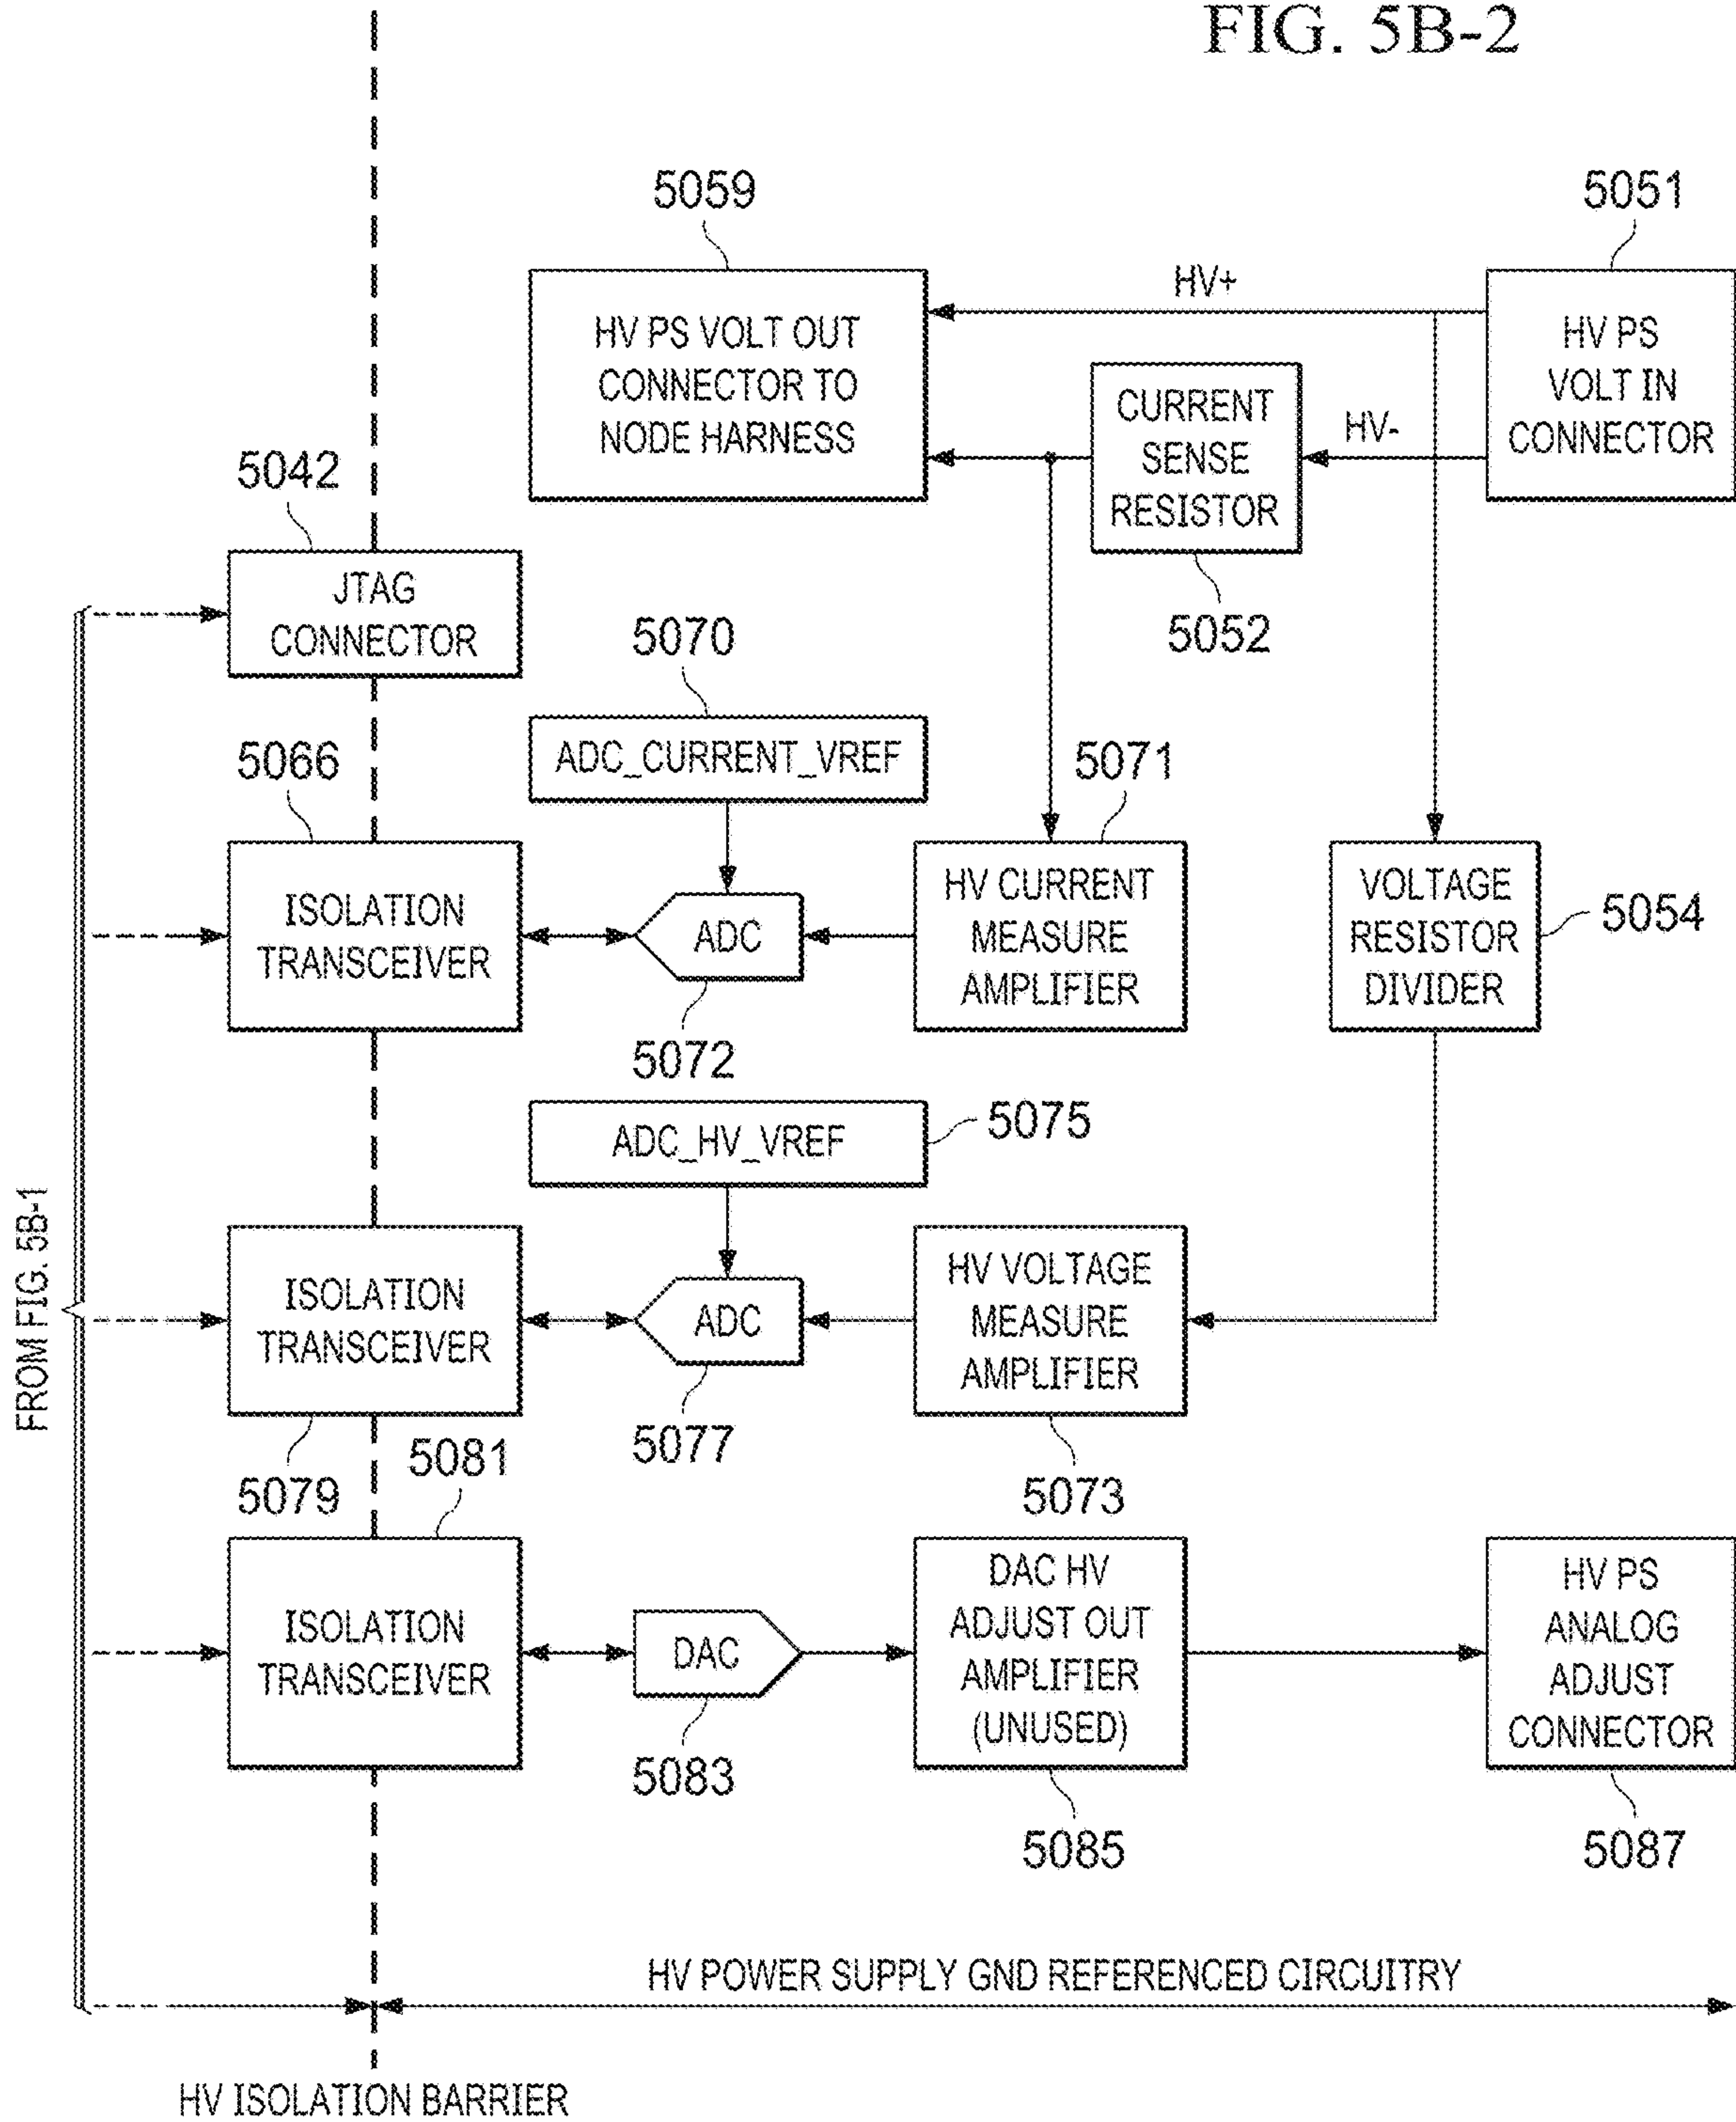 FIG. 5B-2
5059
5051
HV+
HV PS VOLT OUT
CONNECTOR TO
NODE HARNESS
HV PS
VOLT IN
CONNECTOR
CURRENT
SENSE
RESISTOR
HV-
5042
JTAG
CONNECTOR
5052
5070
ADC_CURRENT_VREF
5066
5071
ISOLATION
TRANSCEIVER
ADC
HV CURRENT
MEASURE
AMPLIFIER
VOLTAGE
RESISTOR
DIVIDER
5054
5072
ADC_HV_VREF
5075
FROM FIG. 5B-1
ISOLATION
TRANSCEIVER
ADC
HV VOLTAGE
MEASURE
AMPLIFIER
5079
5081
5077
5073
ISOLATION
TRANSCEIVER
DAC
DAC HV
ADJUST OUT
AMPLIFIER
(UNUSED)
HV PS
ANALOG
ADJUST
CONNECTOR
5083
5085
5087
HV POWER SUPPLY GND REFERENCED CIRCUITRY
HV ISOLATION BARRIER